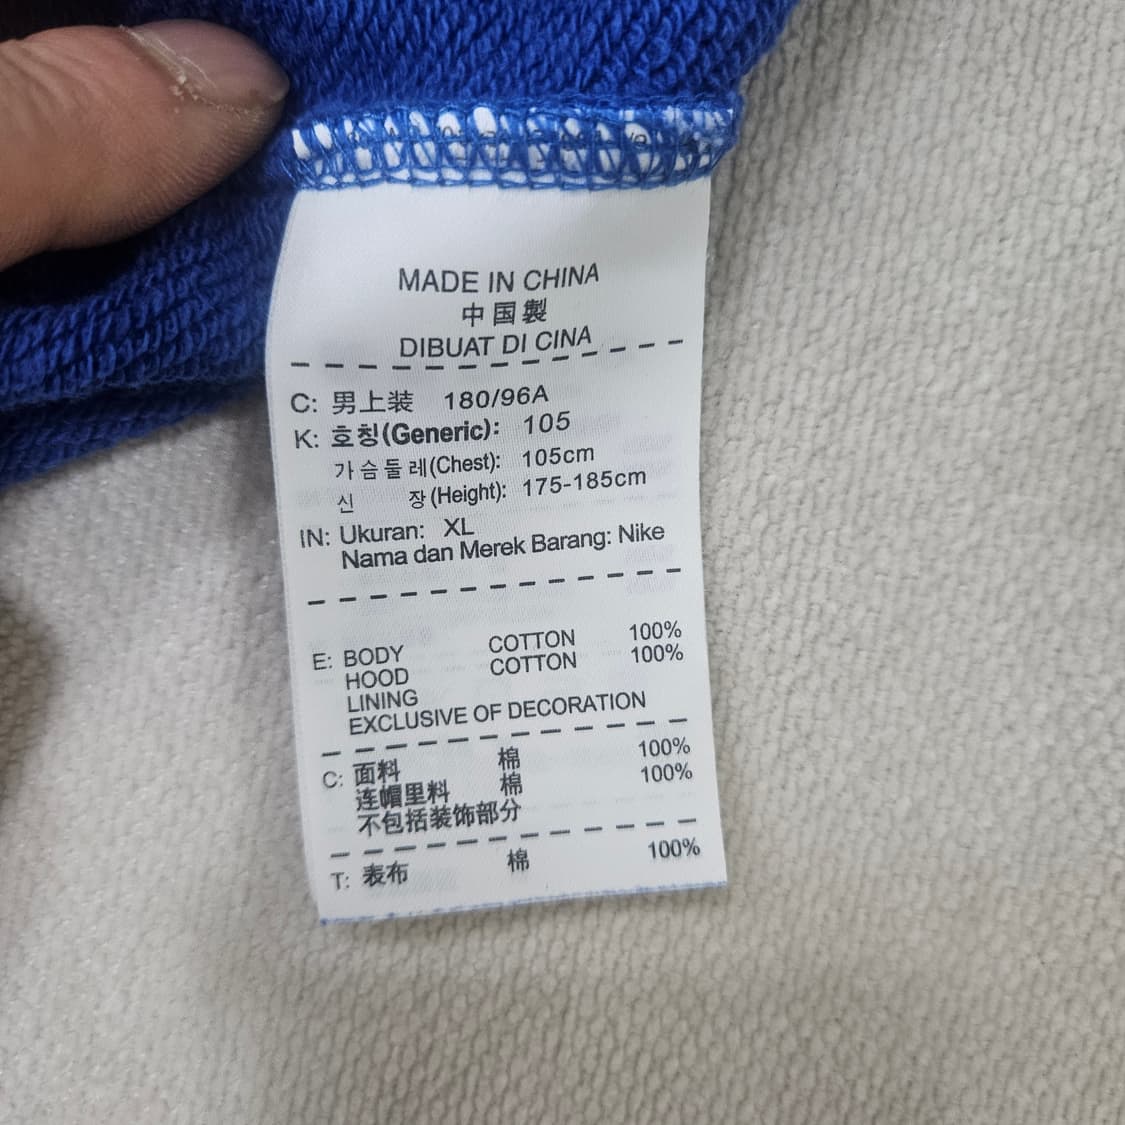 MADE IN CHINA
中国製
DIBUAT DI CINA
C: 男上装 180/96A
K: 호칭(Generic): 105
가슴둘레(Chest): 105cm
신 장(Height): 175-185cm
IN: Ukuran: XL
Nama dan Merek Barang: Nike
E: BODY COTTON 100%
HOOD COTTON 100%
LINING
EXCLUSIVE OF DECORATION
C: 面料 棉 100%
连帽里料 棉 100%
不包括装饰部分
T: 表布 棉 100%